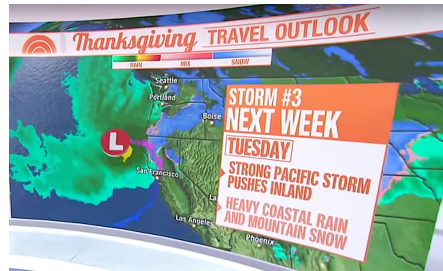 Thanksgiving TRAVEL OUTLOOK
RAIN MIX SNOW
Seattle
Portland
Boise
San Francisco
Los Angeles
Phoenix
STORM #3
NEXT WEEK
TUESDAY
STRONG PACIFIC STORM
PUSHES INLAND
HEAVY COASTAL RAIN
AND MOUNTAIN SNOW
L
La